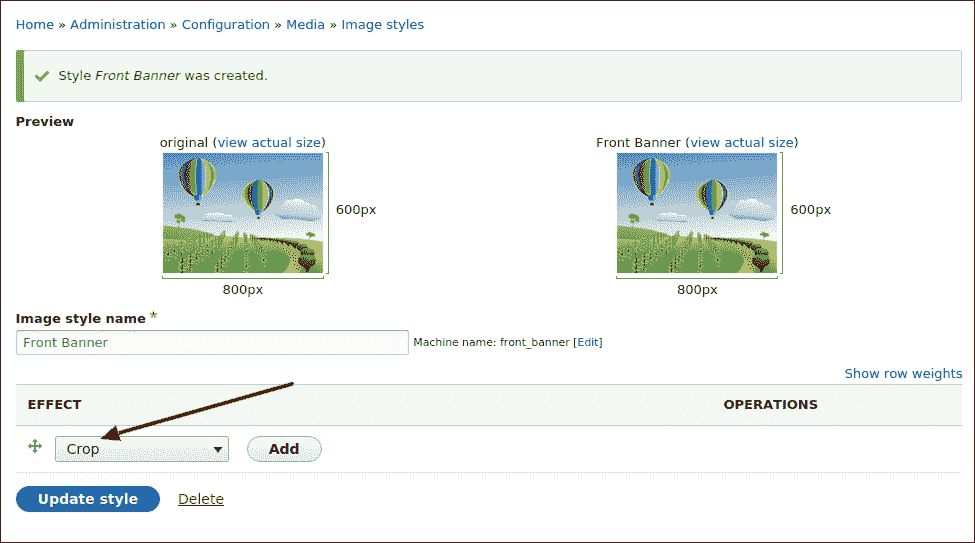 Home » Administration » Configuration » Media » Image styles
Style Front Banner was created.
Preview
original (view actual size)
600px
800px
Front Banner (view actual size)
600px
800px
Image style name *
Front Banner
Machine name: front_banner [Edit]
Show row weights
EFFECT OPERATIONS
Crop Add
Update style Delete